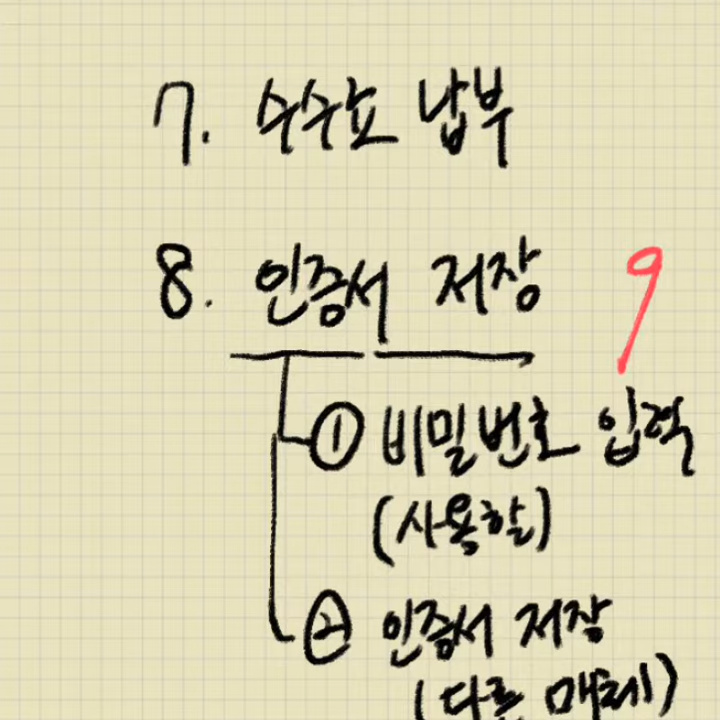 7. 수수료 납부
8. 인증서 저장 9
① 비밀번호 입력
(사용할)
② 인증서 저장
(다른 매체)